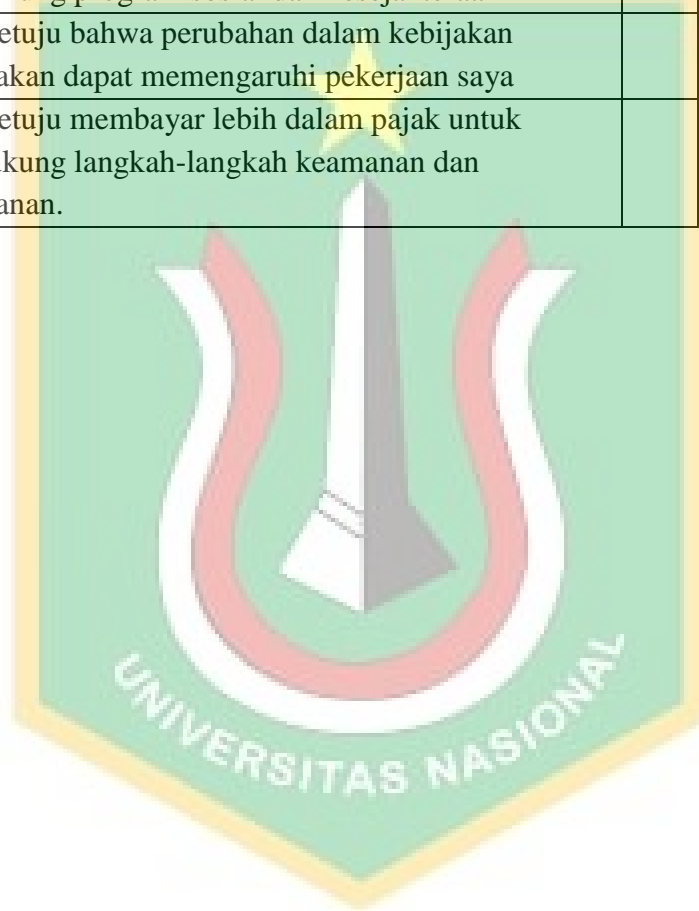 etuju bahwa perubahan dalam kebijakan
akan dapat memengaruhi pekerjaan saya
etuju membayar lebih dalam pajak untuk
ukung langkah-langkah keamanan dan
anan.
UNIVERSITAS NASIONAL